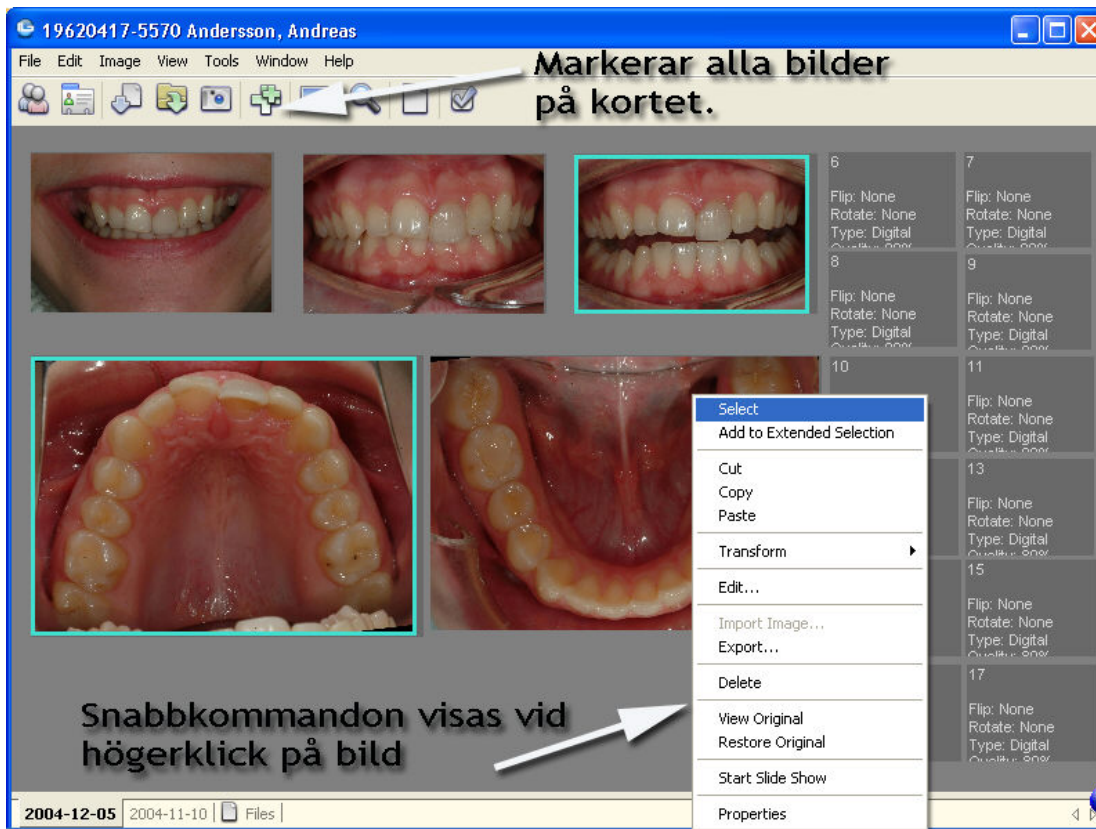 19620417-5570 Andersson, Andreas
File Edit Image View Tools Window Help
Markerar alla bilder
på kortet.
6
Flip: None
Rotate: None
Type: Digital
7
Flip: None
Rotate: None
Type: Digital
8
Flip: None
Rotate: None
Type: Digital
9
Flip: None
Rotate: None
Type: Digital
10
11
Flip: None
Rotate: None
Type: Digital
13
Flip: None
Rotate: None
Type: Digital
15
Flip: None
Rotate: None
Type: Digital
17
Flip: None
Rotate: None
Type: Digital
Select
Add to Extended Selection
Cut
Copy
Paste
Transform
Edit...
Import Image...
Export...
Delete
View Original
Restore Original
Start Slide Show
Properties
Snabbkommandon visas vid
högerklick på bild
2004-12-05 2004-11-10 Files